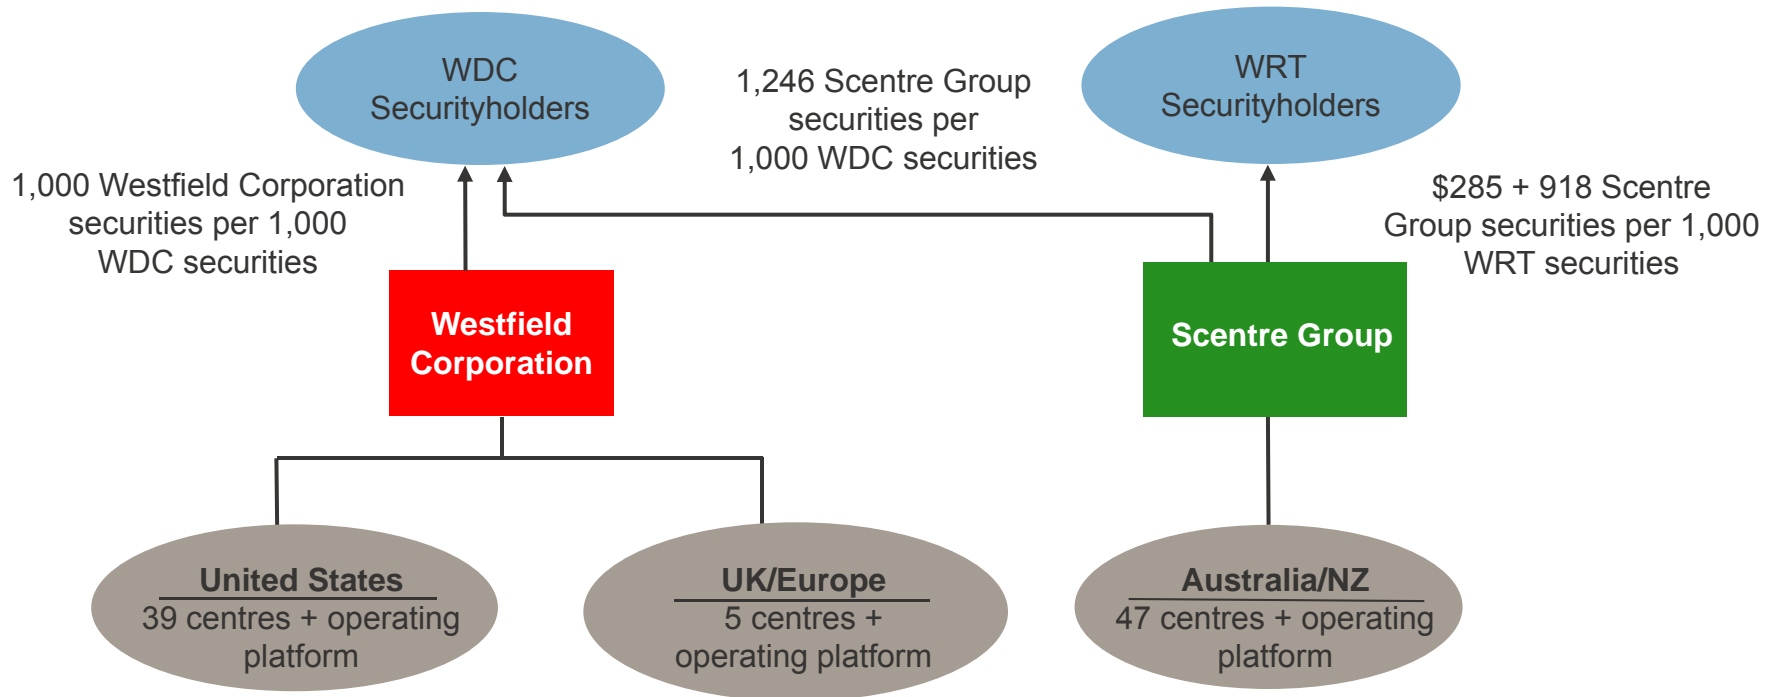 WDC
Securityholders
1,246 Scentre Group
securities per
1,000 WDC securities
WRT
Securityholders
1,000 Westfield Corporation
securities per 1,000
WDC securities
$285 + 918 Scentre
Group securities per 1,000
WRT securities
Westfield
Corporation
Scentre Group
United States
39 centres + operating
platform
UK/Europe
5 centres +
operating platform
Australia/NZ
47 centres + operating
platform